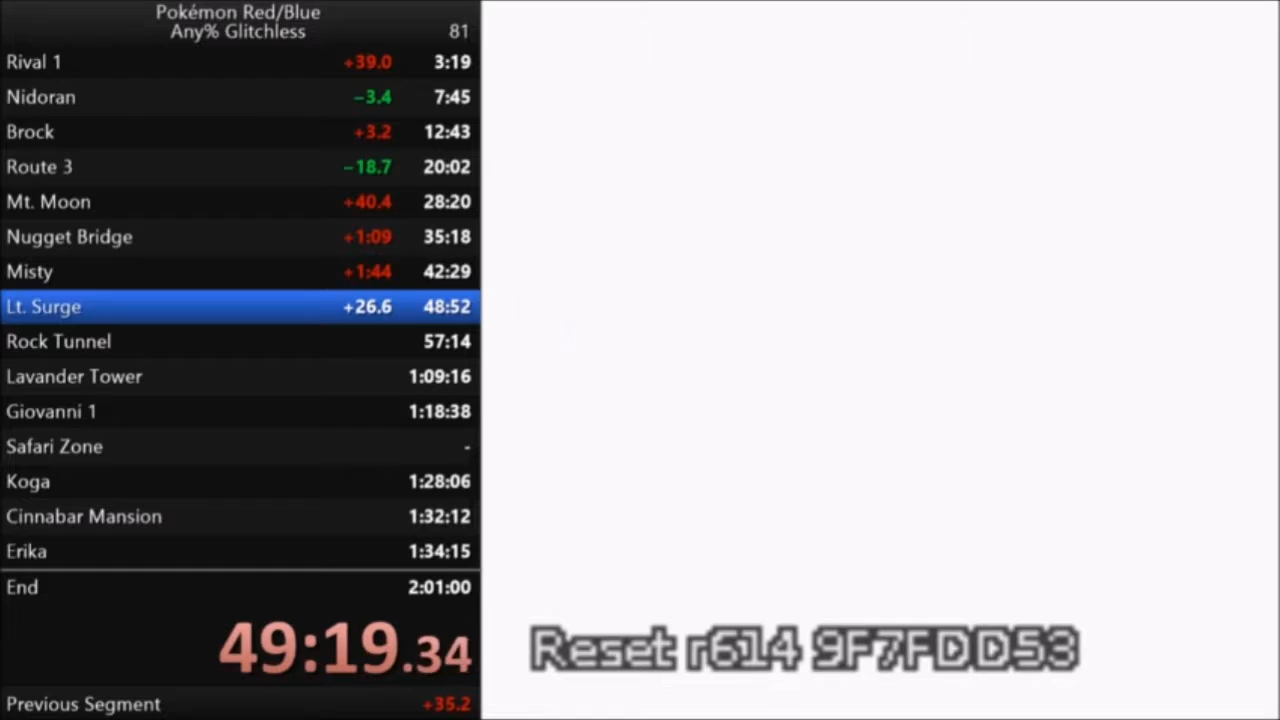 Pokémon Red/Blue
Any% Glitchless 81
Rival 1 +39.0 3:19
Nidoran −3.4 7:45
Brock +3.2 12:43
Route 3 −18.7 20:02
Mt. Moon +40.4 28:20
Nugget Bridge +1:09 35:18
Misty +1:44 42:29
Lt. Surge +26.6 48:52
Rock Tunnel 57:14
Lavander Tower 1:09:16
Giovanni 1 1:18:38
Safari Zone -
Koga 1:28:06
Cinnabar Mansion 1:32:12
Erika 1:34:15
End 2:01:00
49:19.34
Reset r614 9F7FDD53
Previous Segment +35.2